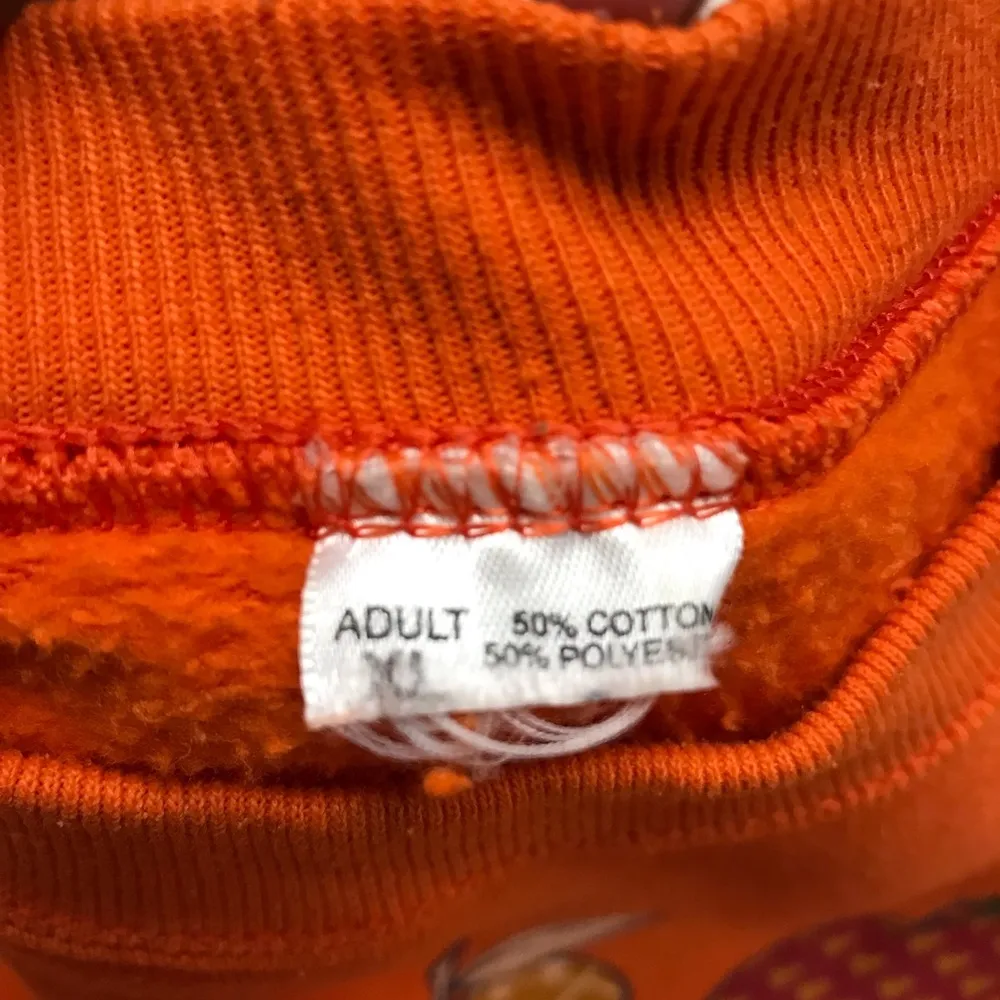 ADULT
XL
50% COTTON
50% POLYES